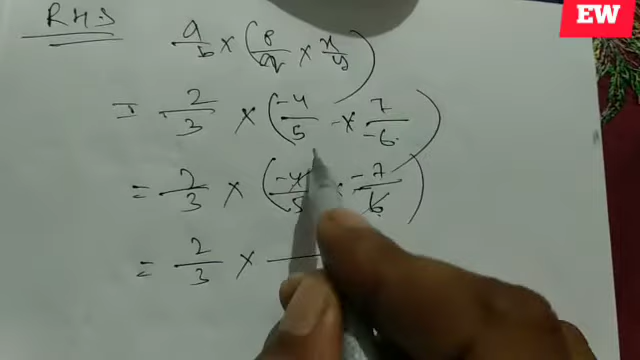 EW
RHS
a/b × (p/q × x/y)
= 2/3 × (-4/5 × 7/-6)
= 2/3 × (-4/5 × -7/6)
= 2/3 ×